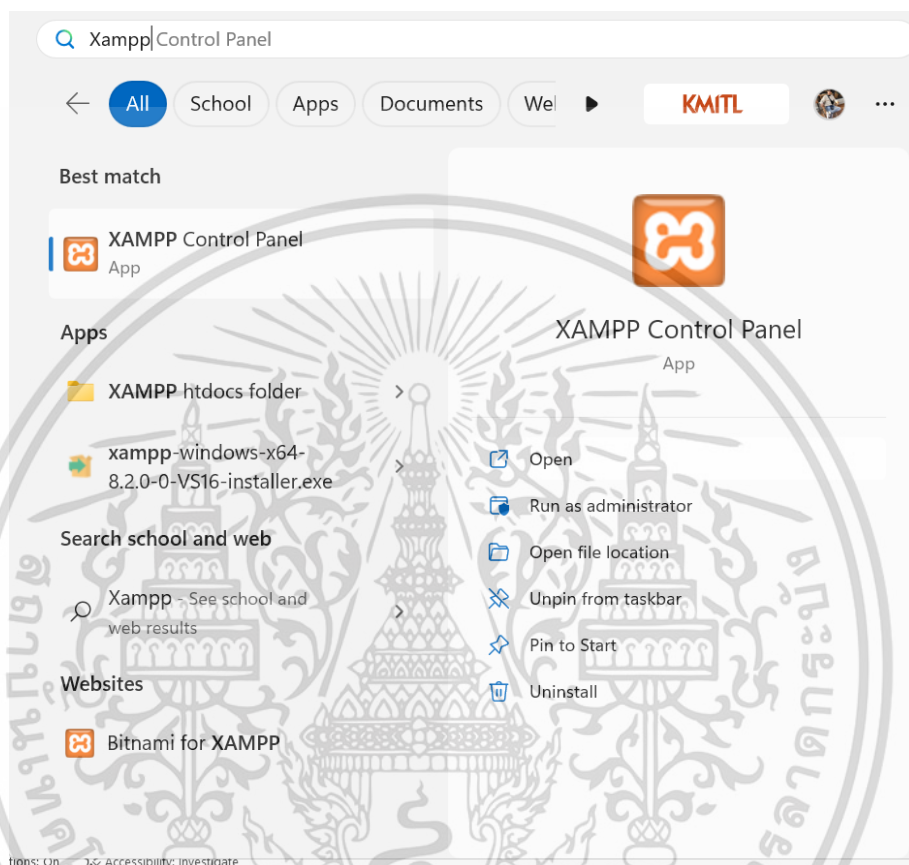 Xampp Control Panel
All School Apps Documents We KMITL ...
Best match
XAMPP Control Panel
App
XAMPP Control Panel
App
Apps
XAMPP htdocs folder
xampp-windows-x64-
8.2.0-0-VS16-installer.exe
Open
Run as administrator
Open file location
Unpin from taskbar
Pin to Start
Uninstall
Search school and web
Xampp - See school and
web results
Websites
Bitnami for XAMPP
tions: On Accessibility: Investigate